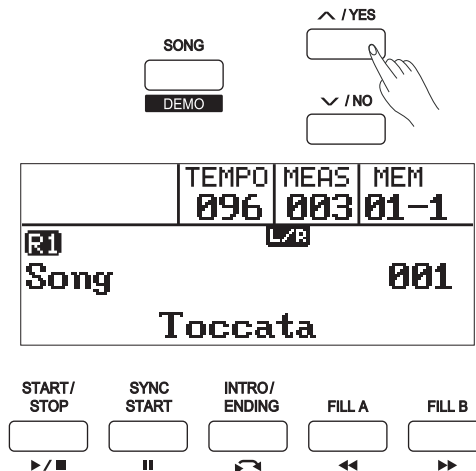 ∧ / YES
SONG
DEMO
∨ / NO
TEMPO MEAS MEM
096 003 01-1
R1 L/R
Song 001
Toccata
START/ STOP SYNC START INTRO/ ENDING FILL A FILL B